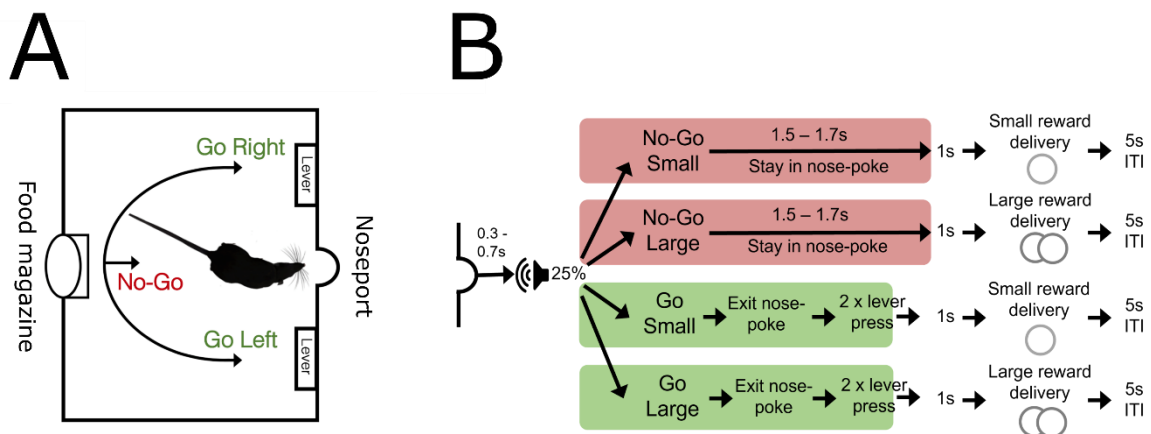 A
B
Go Right
Lever
Food magazine
No-Go
Noseport
Go Left
Lever
0.3 -
0.7s
25%
No-Go
Small
1.5 – 1.7s
Stay in nose-poke
1s
Small reward
delivery
5s
ITI
No-Go
Large
1.5 – 1.7s
Stay in nose-poke
1s
Large reward
delivery
5s
ITI
Go
Small
Exit nose-
poke
2 x lever
press
1s
Small reward
delivery
5s
ITI
Go
Large
Exit nose-
poke
2 x lever
press
1s
Large reward
delivery
5s
ITI